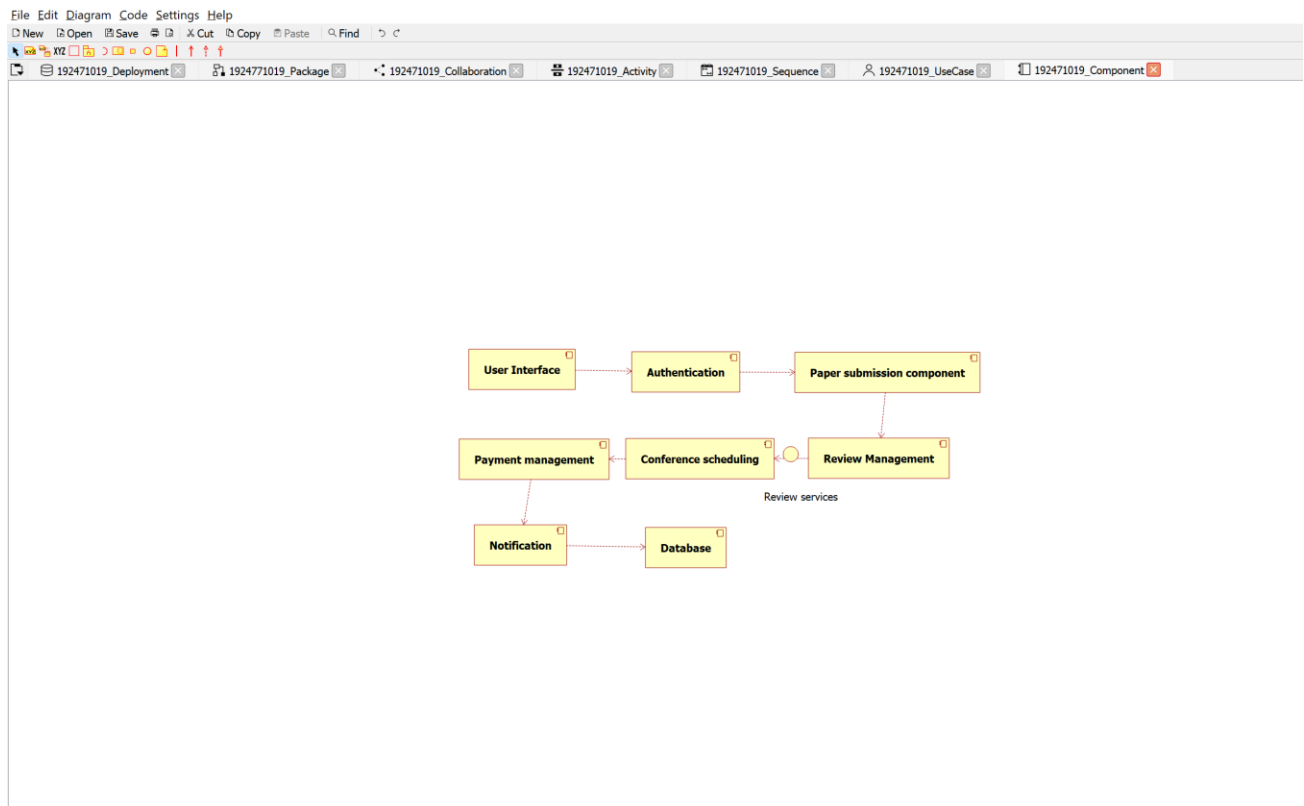 File Edit Diagram Code Settings Help
New Open Save Cut Copy Paste Find
XYZ XYZ
192471019_Deployment 1924771019_Package 192471019_Collaboration 192471019_Activity 192471019_Sequence 192471019_UseCase 192471019_Component
User Interface Authentication Paper submission component
Payment management Conference scheduling Review Management
Review services
Notification Database